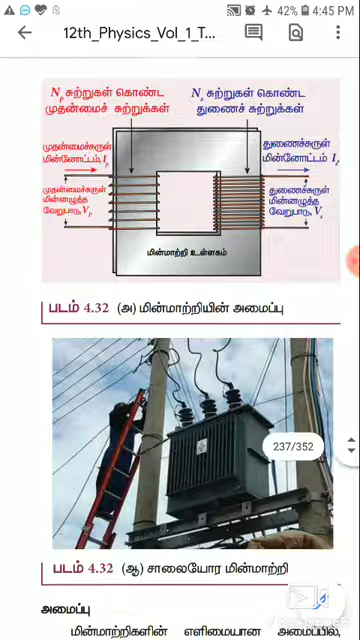 42% 4:45 PM
12th_Physics_Vol_1_T...
Np சுற்றுகள் கொண்ட
முதன்மைச் சுற்றுக்கள்
Ns சுற்றுகள் கொண்ட
துணைச் சுற்றுக்கள்
முதன்மைச்சுருள்
மின்னோட்டம், Ip
துணைச்சுருள்
மின்னோட்டம், Is
முதன்மைச்சுருள்
மின்னழுத்த
வேறுபாடு, Vp
துணைச்சுருள்
மின்னழுத்த
வேறுபாடு, Vs
மின்மாற்றி உள்ளகம்
படம் 4.32 (அ) மின்மாற்றியின் அமைப்பு
237/352
படம் 4.32 (ஆ) சாலையோர மின்மாற்றி
அமைப்பு
மின்மாற்றிகளின் எளிமையான அமைப்பில்